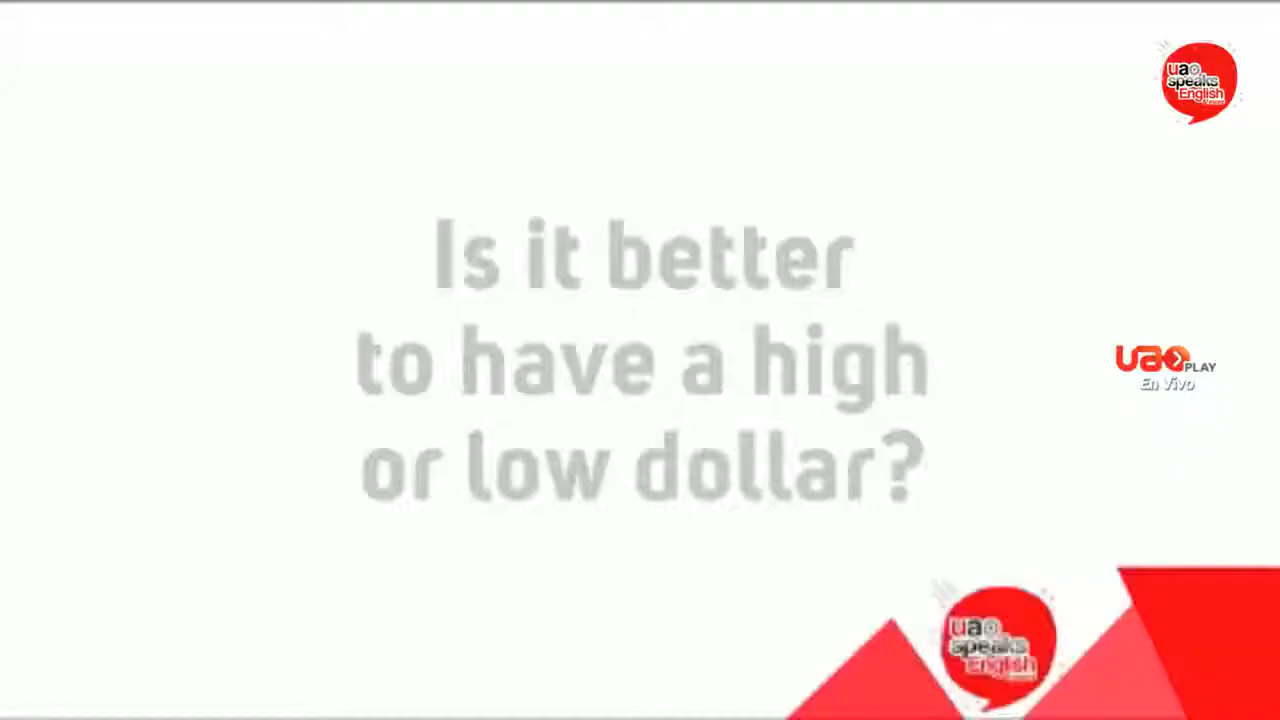 uao
speaks
English
& more
Is it better
to have a high
or low dollar?
uao PLAY
En Vivo
uao
speaks
English